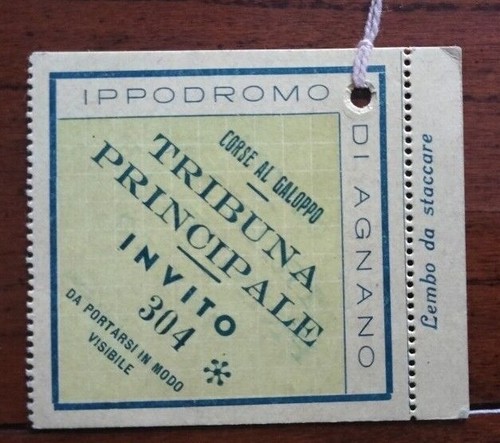 IPPODROMO
DI AGNANO
CORSE AL GALOPPO
TRIBUNA
PRINCIPALE
INVITO
304
DA PORTARSI IN MODO
VISIBILE
Lembo da staccare